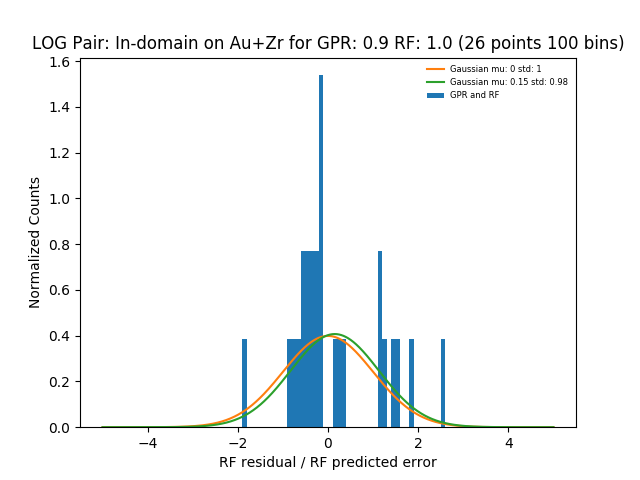 LOG Pair: In-domain on Au+Zr for GPR: 0.9 RF: 1.0 (26 points 100 bins)
Gaussian mu: 0 std: 1
Gaussian mu: 0.15 std: 0.98
GPR and RF
Normalized Counts
1.6
1.4
1.2
1.0
0.8
0.6
0.4
0.2
0.0
−4
−2
0
2
4
RF residual / RF predicted error